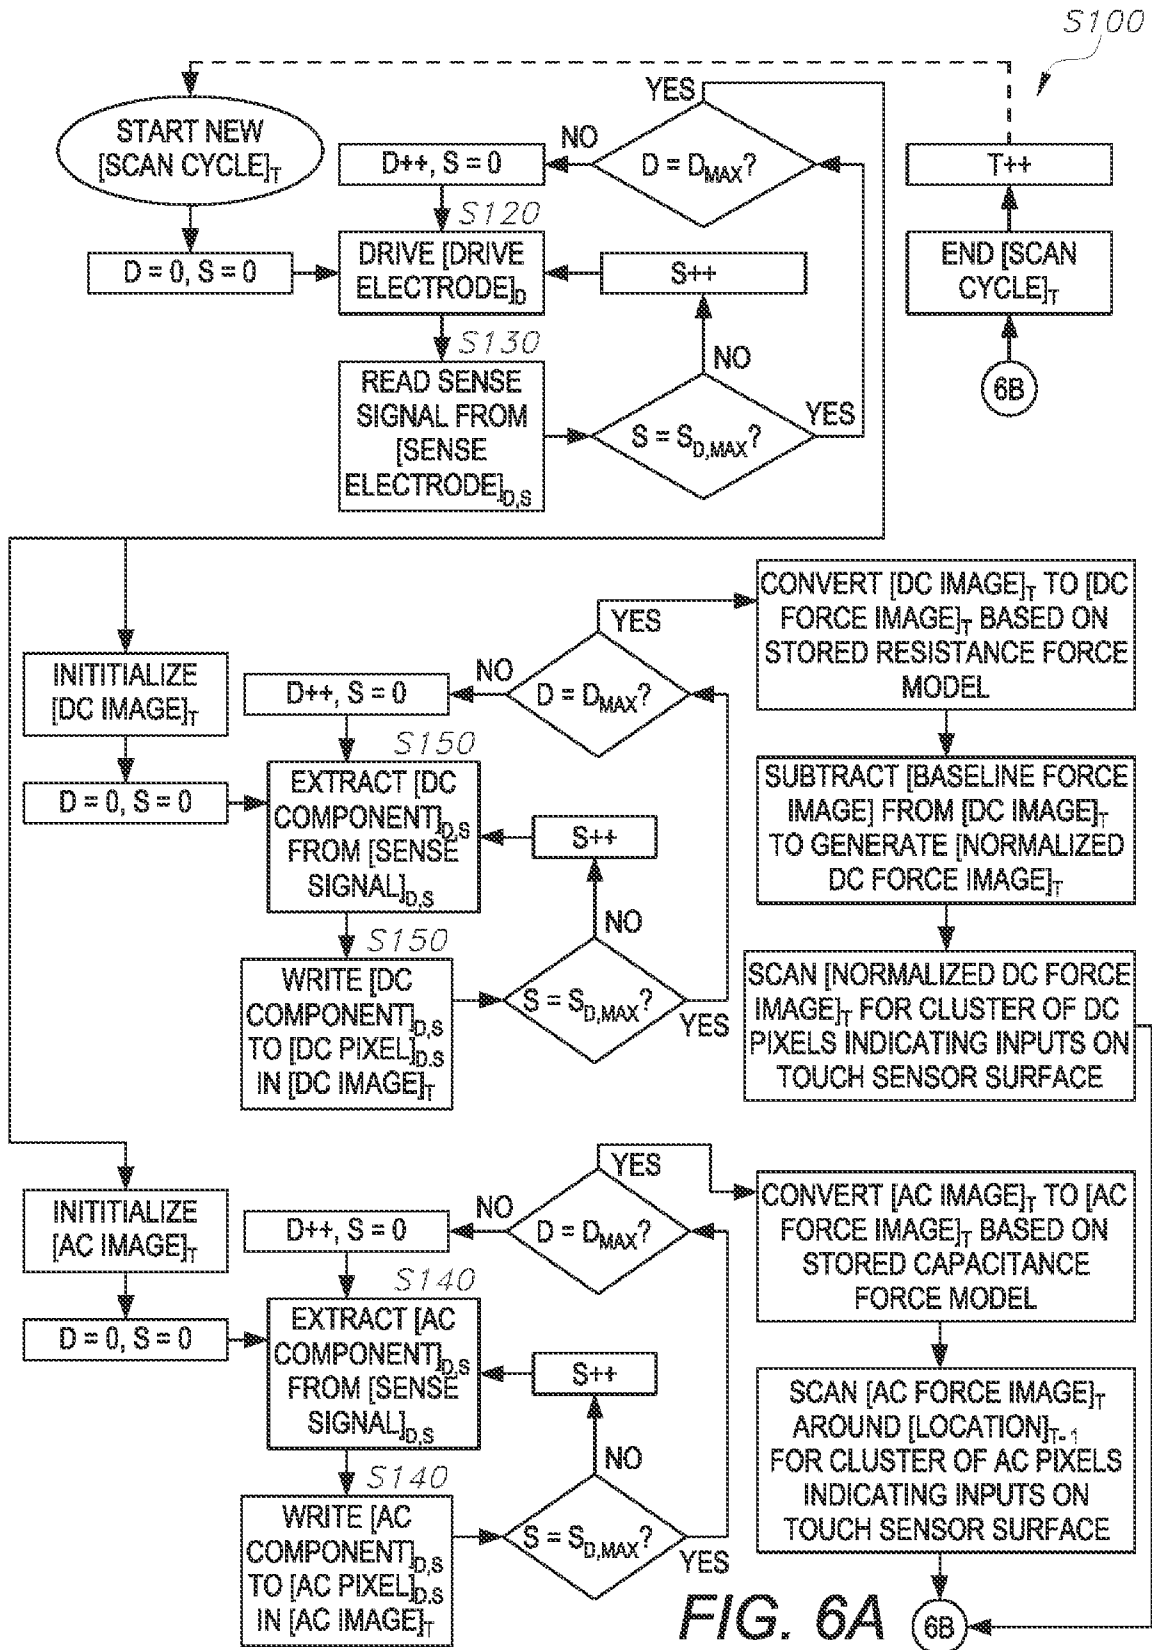 S100
START NEW
[SCAN CYCLE]T
D = 0, S = 0
D++, S = 0
NO
YES
D = DMAX?
S120
DRIVE [DRIVE
ELECTRODE]D
S++
S130
READ SENSE
SIGNAL FROM
[SENSE
ELECTRODE]D,S
NO
S = SD,MAX?
YES
T++
END [SCAN
CYCLE]T
6B
INITITIALIZE
[DC IMAGE]T
D = 0, S = 0
D++, S = 0
NO
YES
D = DMAX?
S150
EXTRACT [DC
COMPONENT]D,S
FROM [SENSE
SIGNAL]D,S
S++
NO
S150
WRITE [DC
COMPONENT]D,S
TO [DC PIXEL]D,S
IN [DC IMAGE]T
S = SD,MAX?
YES
CONVERT [DC IMAGE]T TO [DC
FORCE IMAGE]T BASED ON
STORED RESISTANCE FORCE
MODEL
SUBTRACT [BASELINE FORCE
IMAGE] FROM [DC IMAGE]T
TO GENERATE [NORMALIZED
DC FORCE IMAGE]T
SCAN [NORMALIZED DC FORCE
IMAGE]T FOR CLUSTER OF DC
PIXELS INDICATING INPUTS ON
TOUCH SENSOR SURFACE
INITITIALIZE
[AC IMAGE]T
D = 0, S = 0
D++, S = 0
NO
YES
D = DMAX?
S140
EXTRACT [AC
COMPONENT]D,S
FROM [SENSE
SIGNAL]D,S
S++
NO
S140
WRITE [AC
COMPONENT]D,S
TO [AC PIXEL]D,S
IN [AC IMAGE]T
S = SD,MAX?
YES
CONVERT [AC IMAGE]T TO [AC
FORCE IMAGE]T BASED ON
STORED CAPACITANCE
FORCE MODEL
SCAN [AC FORCE IMAGE]T
AROUND [LOCATION]T-1
FOR CLUSTER OF AC PIXELS
INDICATING INPUTS ON
TOUCH SENSOR SURFACE
FIG. 6A
6B